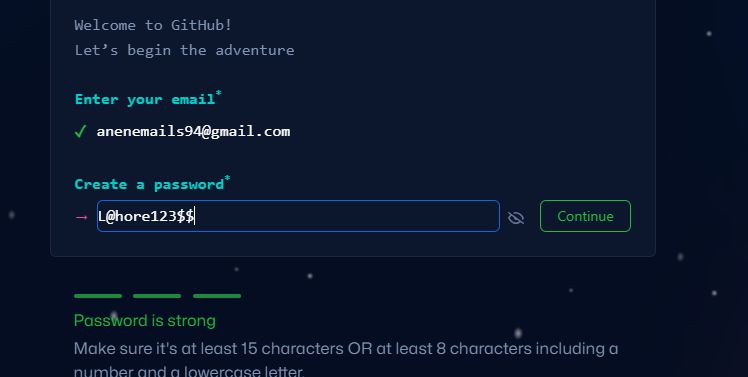 Welcome to GitHub!
Let’s begin the adventure
Enter your email*
✓ anenemails94@gmail.com
Create a password*
→ L@hore123$$
Continue
Password is strong
Make sure it's at least 15 characters OR at least 8 characters including a
number and a lowercase letter.